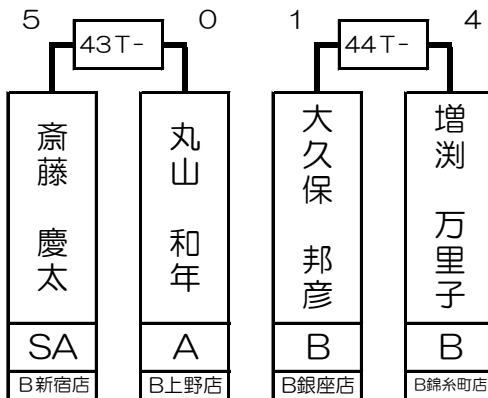 5 0 1 4
43T- 44T-
斎藤 慶太
丸山 和年
大久保 邦彦
増渕 万里子
SA A B B
B新宿店 B上野店 B銀座店 B錦糸町店